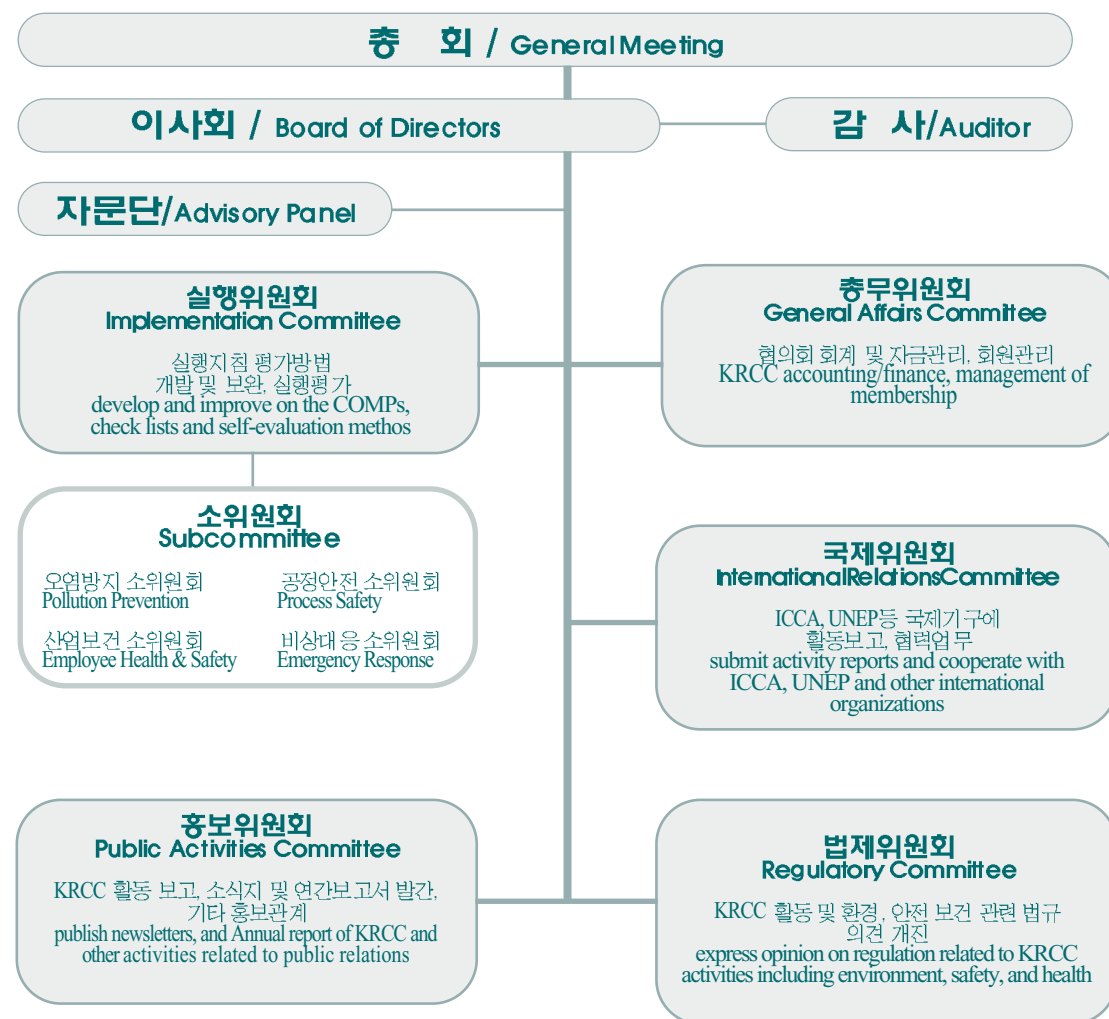 총 회 / General Meeting
이사회 / Board of Directors
감 사/Auditor
자문단/Advisory Panel
실행위원회
Implementation Committee
실행지침 평가방법
개발 및 보완, 실행평가
develop and improve on the COMPs,
check lists and self-evaluation methos
총무위원회
General Affairs Committee
협의회 회계 및 자금관리, 회원관리
KRCC accounting/finance, management of
membership
소위원회
Subcommittee
오염방지 소위원회
Pollution Prevention
공정안전 소위원회
Process Safety
산업보건 소위원회
Employee Health & Safety
비상대응 소위원회
Emergency Response
국제위원회
InternationalRelationsCommittee
ICCA, UNEP등 국제기구에
활동보고, 협력업무
submit activity reports and cooperate with
ICCA, UNEP and other international
organizations
홍보위원회
Public Activities Committee
KRCC 활동 보고, 소식지 및 연간보고서 발간,
기타 홍보관계
publish newsletters, and Annual report of KRCC and
other activities related to public relations
법제위원회
Regulatory Committee
KRCC 활동 및 환경, 안전 보건 관련 법규
의견 개진
express opinion on regulation related to KRCC
activities including environment, safety, and health